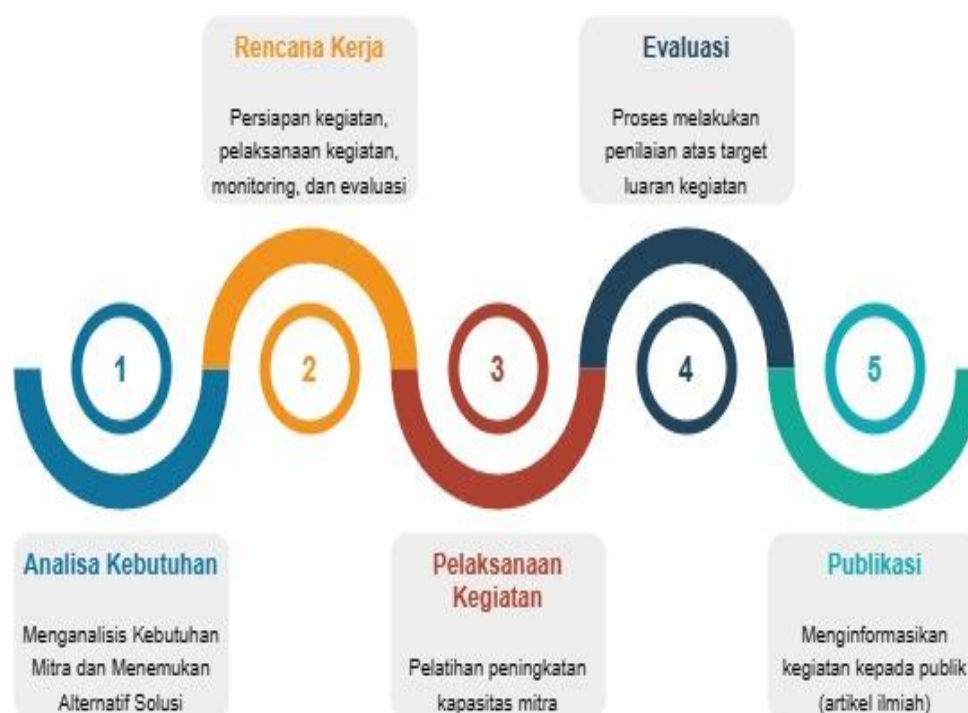 Rencana Kerja
Persiapan kegiatan,
pelaksanaan kegiatan,
monitoring, dan evaluasi
Evaluasi
Proses melakukan
penilaian atas target
luaran kegiatan
1
2
3
4
5
Analisa Kebutuhan
Menganalisis Kebutuhan
Mitra dan Menemukan
Alternatif Solusi
Pelaksanaan
Kegiatan
Pelatihan peningkatan
kapasitas mitra
Publikasi
Menginformasikan
kegiatan kepada publik
(artikel ilmiah)